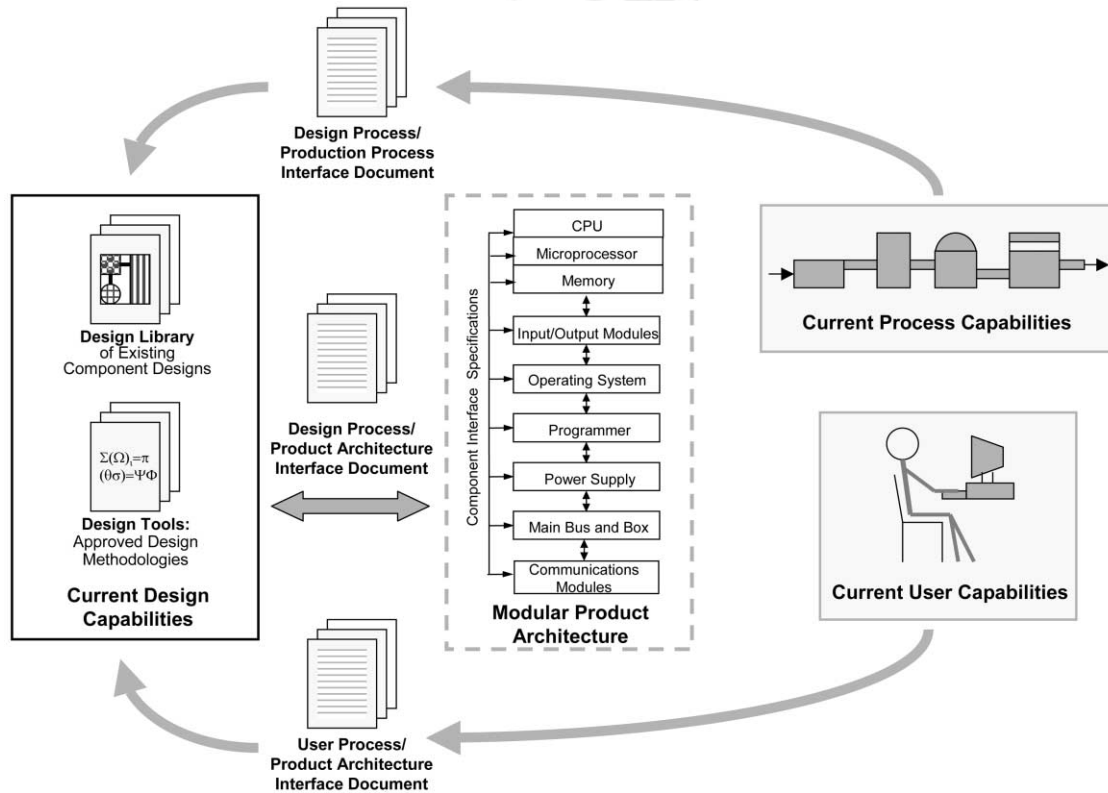 Design Process/
Production Process
Interface Document
Design Library
of Existing
Component Designs
Σ(Ω)ₜ=π
(θσ)=ΨΦ
Design Tools:
Approved Design
Methodologies
Current Design
Capabilities
Design Process/
Product Architecture
Interface Document
Component Interface Specifications
CPU
Microprocessor
Memory
Input/Output Modules
Operating System
Programmer
Power Supply
Main Bus and Box
Communications
Modules
Modular Product
Architecture
Current Process Capabilities
Current User Capabilities
User Process/
Product Architecture
Interface Document